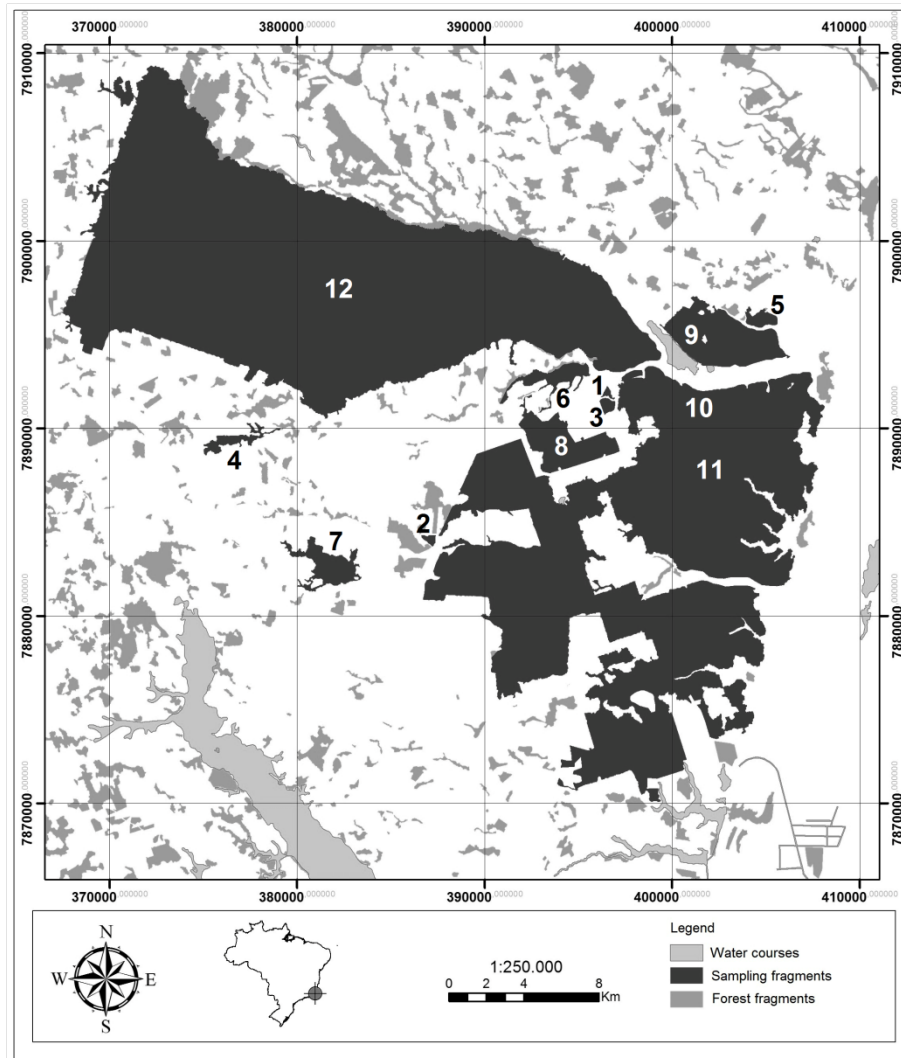 370000,000000 380000,000000 390000,000000 400000,000000 410000,000000
7910000,000000 7910000,000000
7900000,000000 7900000,000000
12
5
9
1
6
3
10
8
11
7890000,000000 7890000,000000
4
2
7
7880000,000000 7880000,000000
7870000,000000 7870000,000000
370000,000000 380000,000000 390000,000000 400000,000000 410000,000000
N
W E
S
1:250.000
0 2 4 6 8
Km
Legend
Water courses
Sampling fragments
Forest fragments